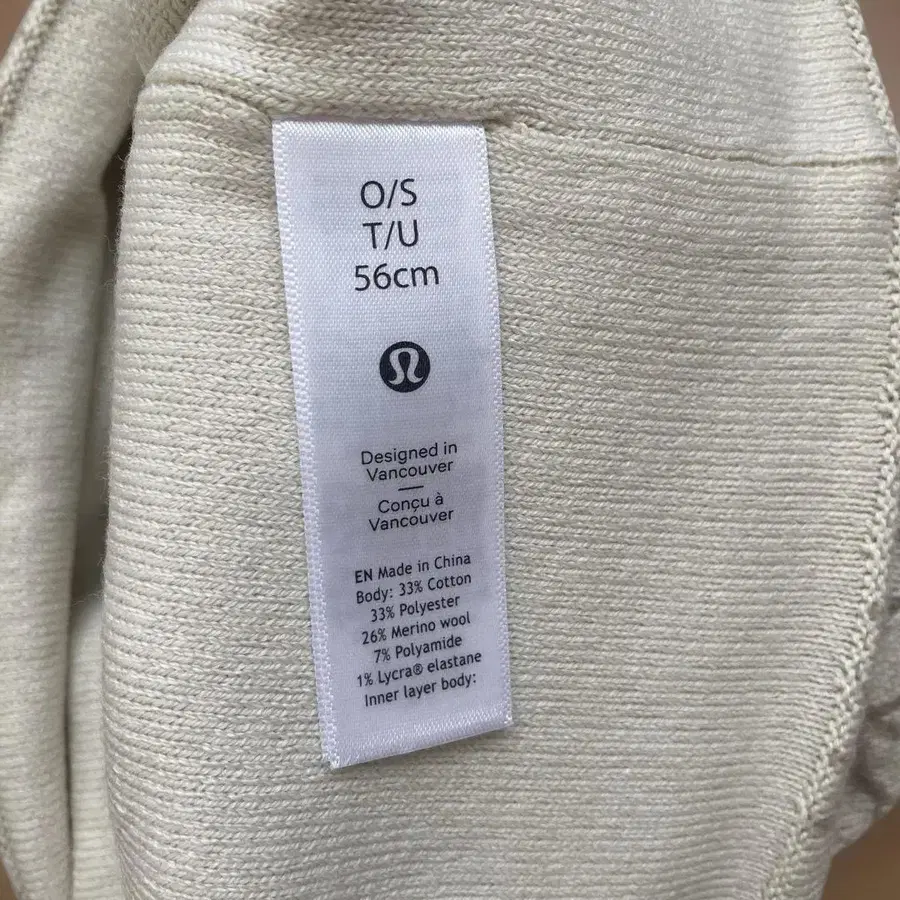 O/S
T/U
56cm
Designed in
Vancouver
Conçu à
Vancouver
EN Made in China
Body: 33% Cotton
33% Polyester
26% Merino wool
7% Polyamide
1% Lycra® elastane
Inner layer body: